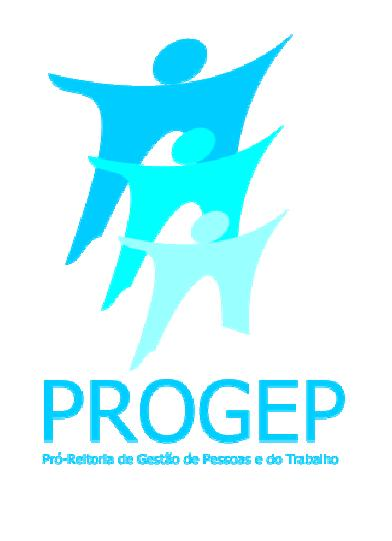 PROGEP
Pró-Reitoria de Gestão de Pessoas e do Trabalho